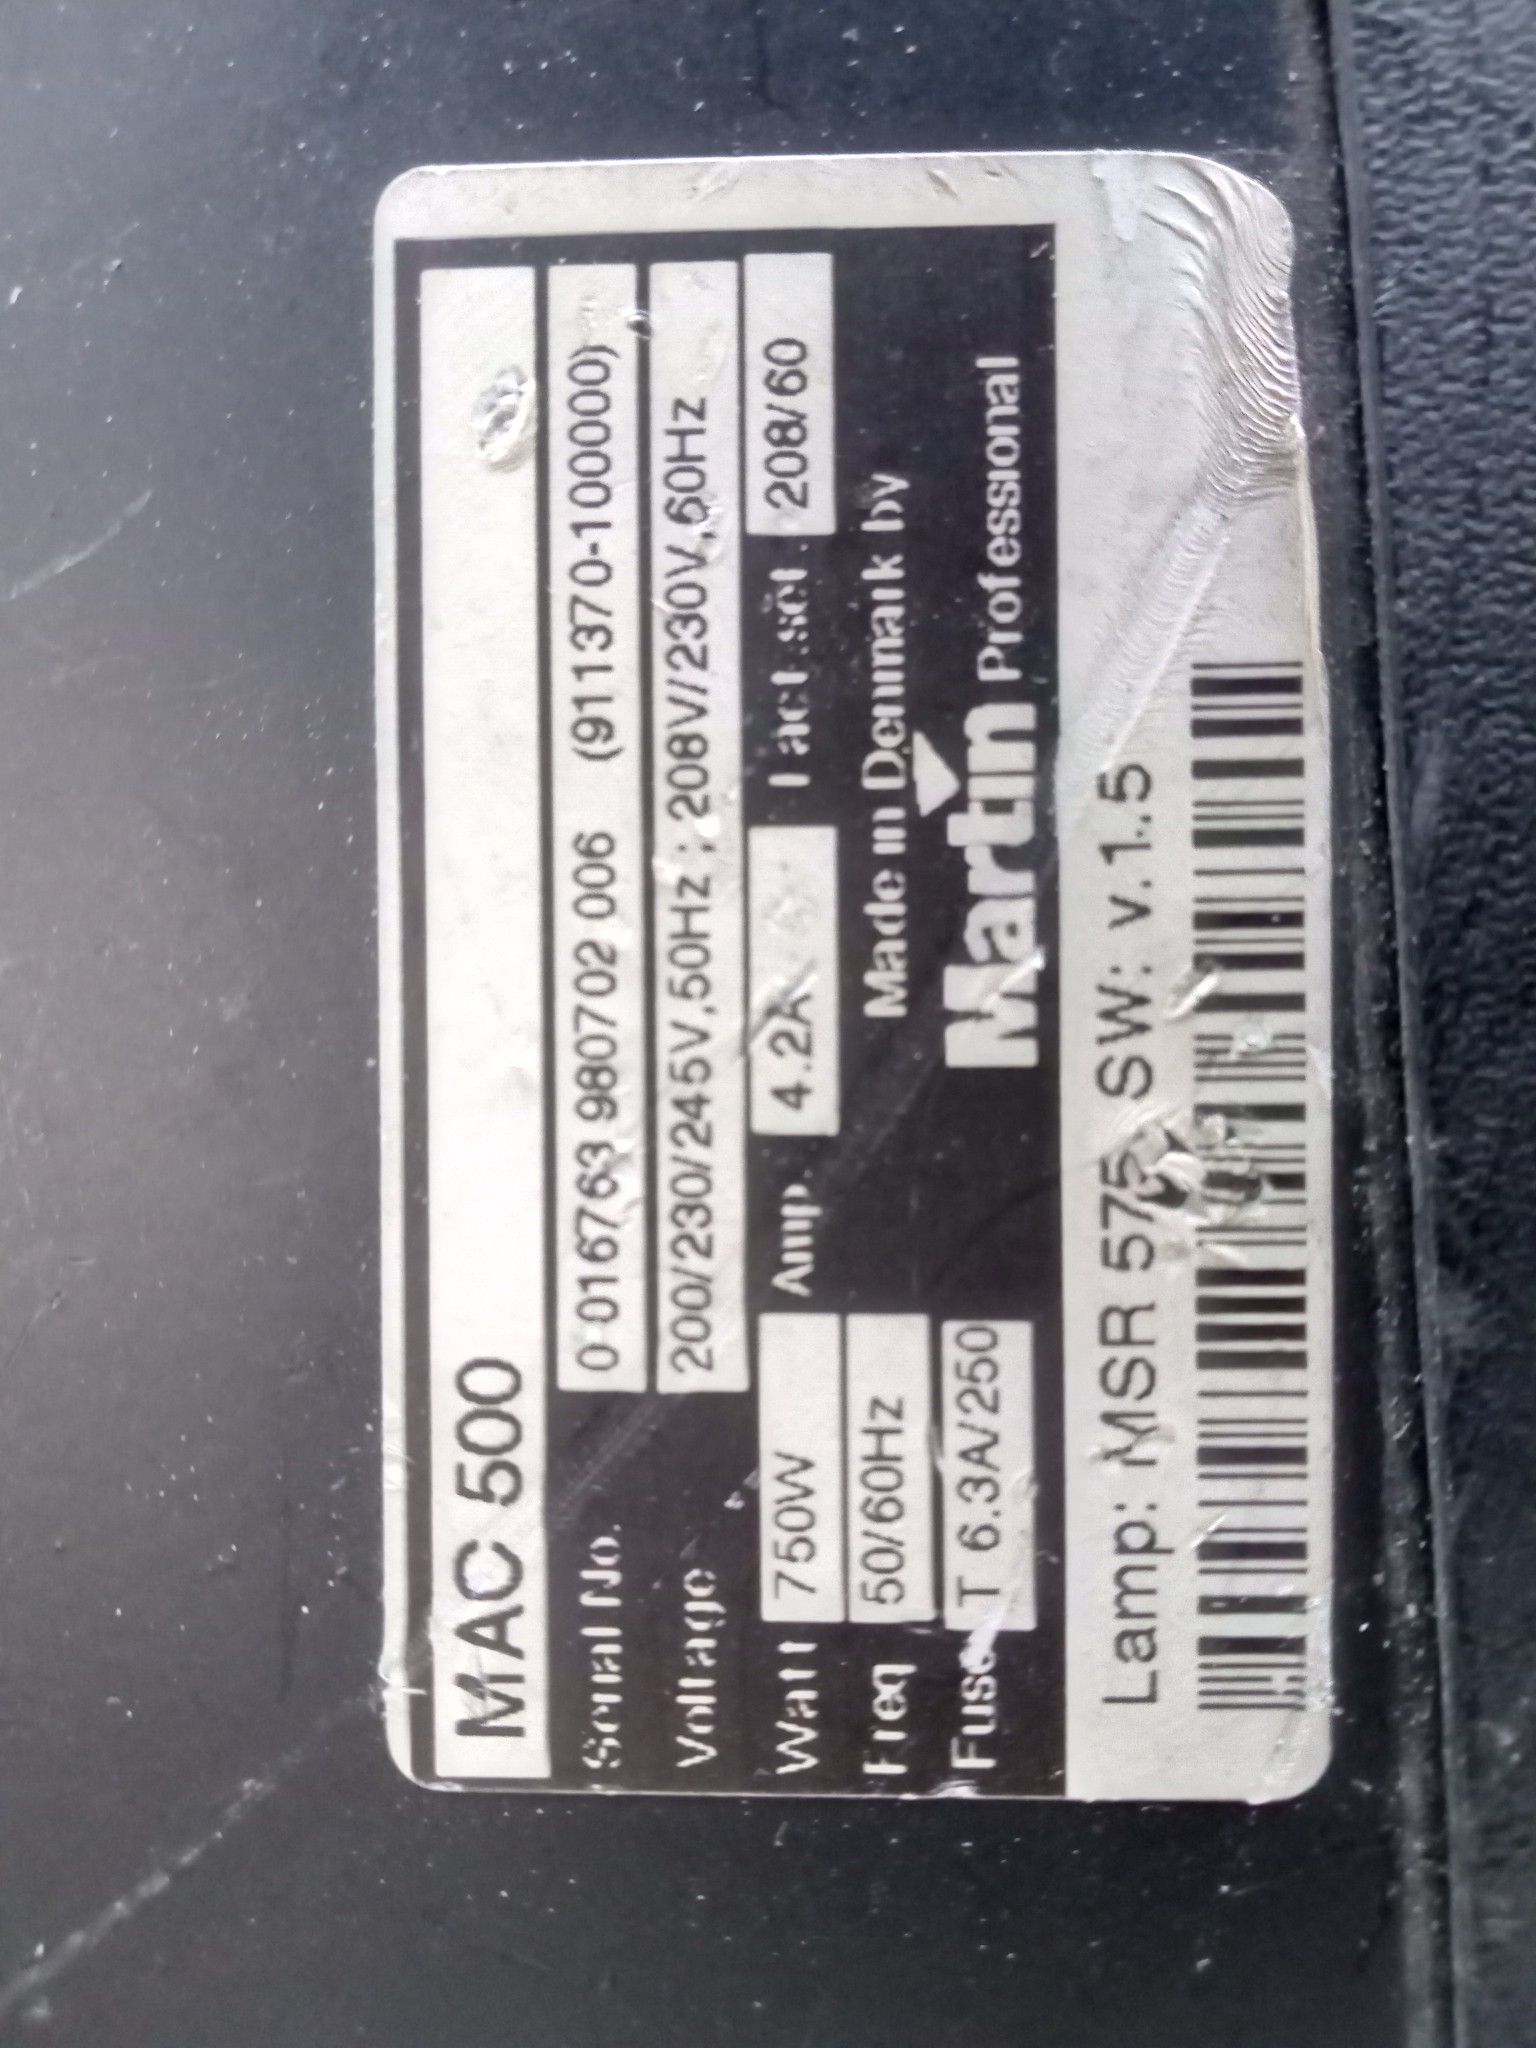 MAC 500
Serial No. 0 016763 980702 006 (911370-100000)
Voltage 200/230/245V,50Hz ; 208V/230V,60Hz
Watt 750W Amp. 4.2A Fact.set. 208/60
Freq 50/60Hz Made in Denmark by
Fuse T 6.3A/250 Martin Professional
Lamp: MSR 575 SW: v.1.5